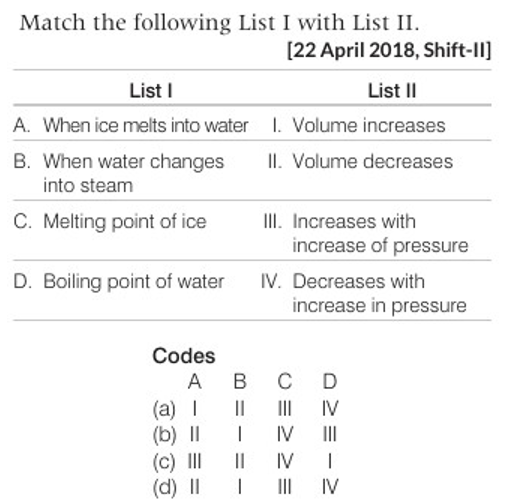 Match the following List I with List II.
[22 April 2018, Shift-II]
List I List II
A. When ice melts into water I. Volume increases
B. When water changes II. Volume decreases
into steam
C. Melting point of ice III. Increases with
increase of pressure
D. Boiling point of water IV. Decreases with
increase in pressure
Codes
A B C D
(a) I II III IV
(b) II I IV III
(c) III II IV I
(d) II I III IV